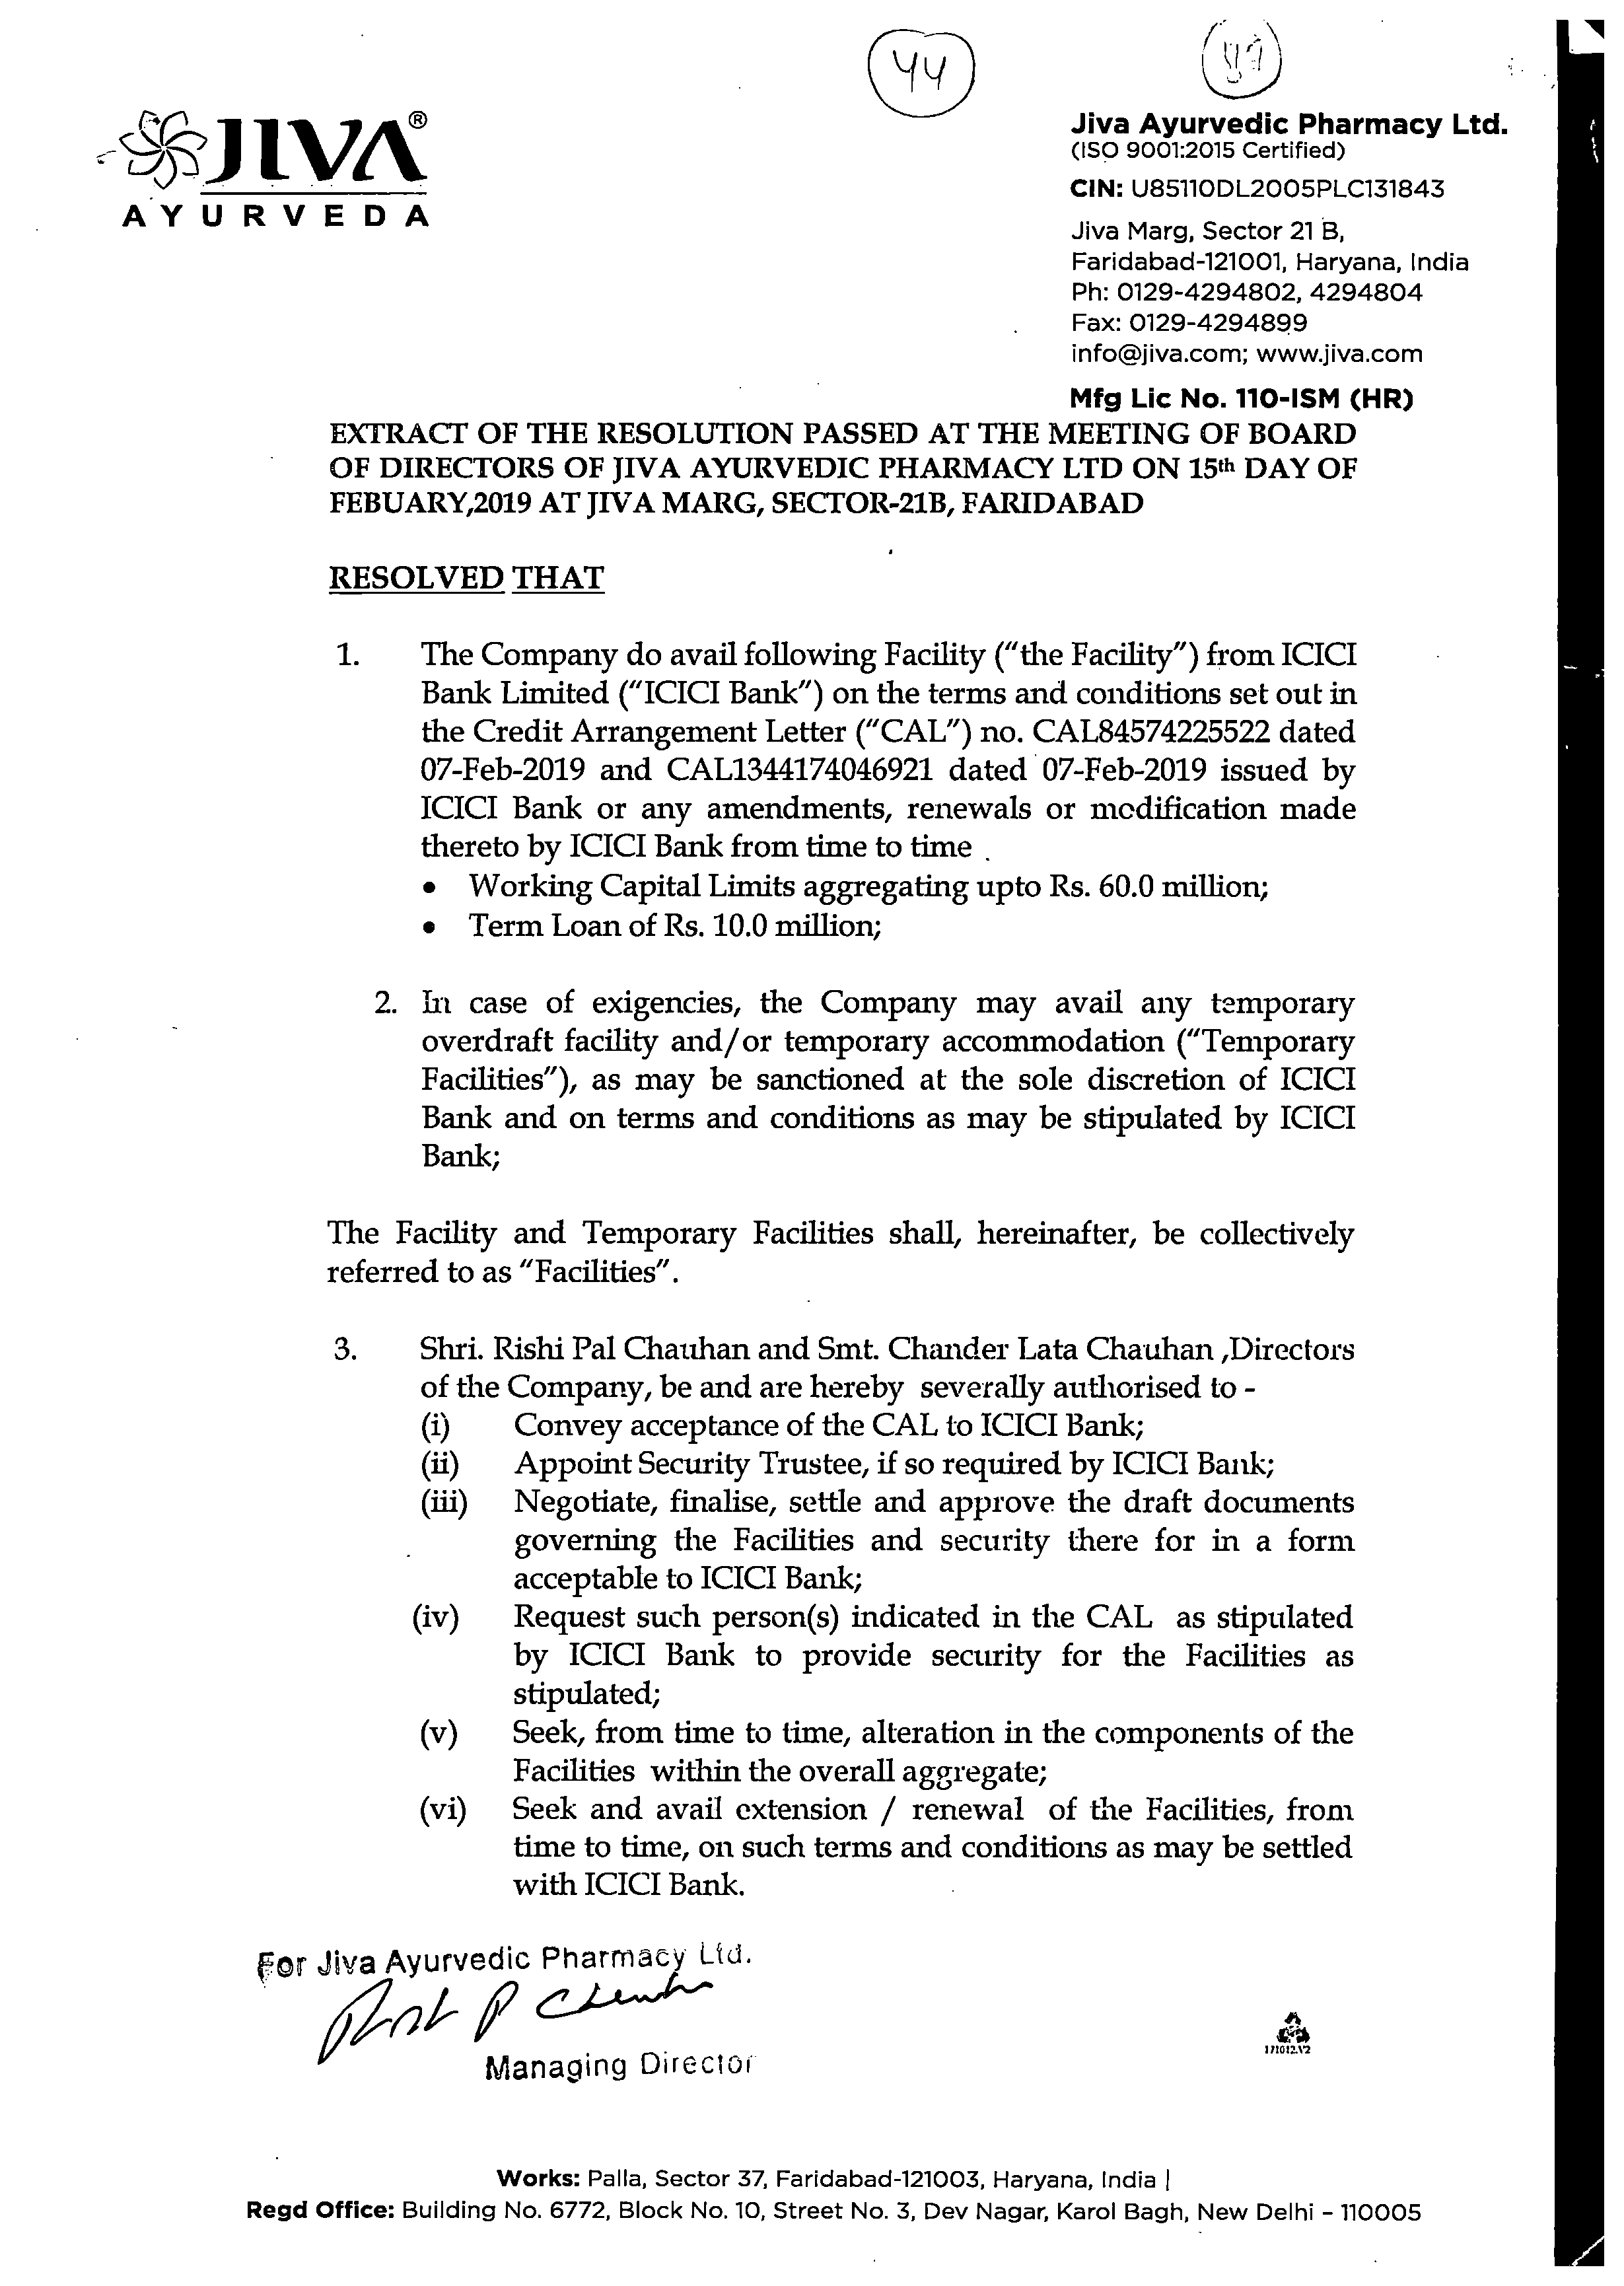 44
JIVA®
AYURVEDA
Jiva Ayurvedic Pharmacy Ltd.
(ISO 9001:2015 Certified)
CIN: U85110DL2005PLC131843
Jiva Marg, Sector 21 B,
Faridabad-121001, Haryana, India
Ph: 0129-4294802, 4294804
Fax: 0129-4294899
info@jiva.com; www.jiva.com
Mfg Lic No. 110-ISM (HR)
EXTRACT OF THE RESOLUTION PASSED AT THE MEETING OF BOARD
OF DIRECTORS OF JIVA AYURVEDIC PHARMACY LTD ON 15th DAY OF
FEBUARY,2019 AT JIVA MARG, SECTOR-21B, FARIDABAD
RESOLVED THAT
1. The Company do avail following Facility ("the Facility") from ICICI
Bank Limited ("ICICI Bank") on the terms and conditions set out in
the Credit Arrangement Letter ("CAL") no. CAL84574225522 dated
07-Feb-2019 and CAL1344174046921 dated 07-Feb-2019 issued by
ICICI Bank or any amendments, renewals or modification made
thereto by ICICI Bank from time to time .
• Working Capital Limits aggregating upto Rs. 60.0 million;
• Term Loan of Rs. 10.0 million;
2. In case of exigencies, the Company may avail any temporary
overdraft facility and/or temporary accommodation ("Temporary
Facilities"), as may be sanctioned at the sole discretion of ICICI
Bank and on terms and conditions as may be stipulated by ICICI
Bank;
The Facility and Temporary Facilities shall, hereinafter, be collectively
referred to as "Facilities".
3. Shri. Rishi Pal Chauhan and Smt. Chander Lata Chauhan ,Directors
of the Company, be and are hereby severally authorised to -
(i) Convey acceptance of the CAL to ICICI Bank;
(ii) Appoint Security Trustee, if so required by ICICI Bank;
(iii) Negotiate, finalise, settle and approve the draft documents
governing the Facilities and security there for in a form
acceptable to ICICI Bank;
(iv) Request such person(s) indicated in the CAL as stipulated
by ICICI Bank to provide security for the Facilities as
stipulated;
(v) Seek, from time to time, alteration in the components of the
Facilities within the overall aggregate;
(vi) Seek and avail extension / renewal of the Facilities, from
time to time, on such terms and conditions as may be settled
with ICICI Bank.
For Jiva Ayurvedic Pharmacy Ltd.
Managing Director
171012.V2
Works: Palla, Sector 37, Faridabad-121003, Haryana, India |
Regd Office: Building No. 6772, Block No. 10, Street No. 3, Dev Nagar, Karol Bagh, New Delhi - 110005